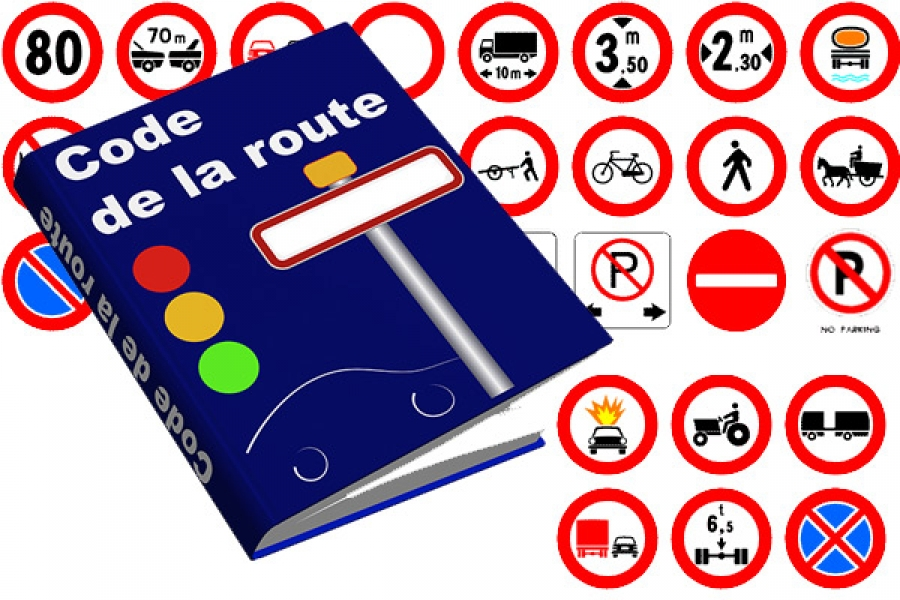 80
70 m
10 m
3 m .50
2 m .30
Code
de la route
Code de la route
P
P
NO PARKING
t
6,5